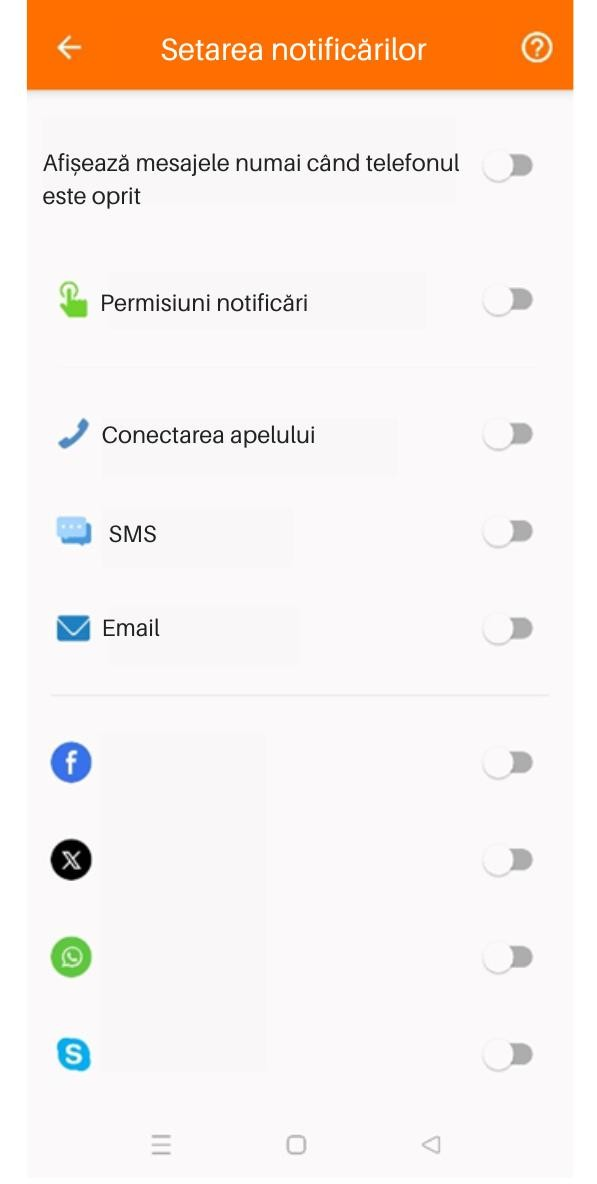 Setarea notificărilor
Afișează mesajele numai când telefonul
este oprit
Permisiuni notificări
Conectarea apelului
SMS
Email